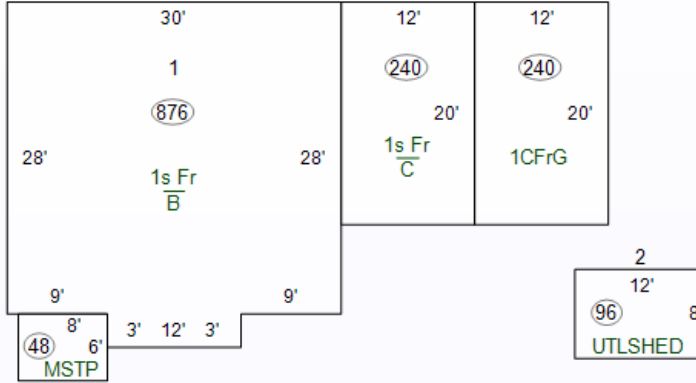 30' 12' 12'
1 240 240
876
20' 20'
28' 28' 1s Fr 1CFrG
C
1s Fr
B
2
12'
9' 9' 96 8
8' 3' 12' 3'
48 6' UTLSHED
MSTP